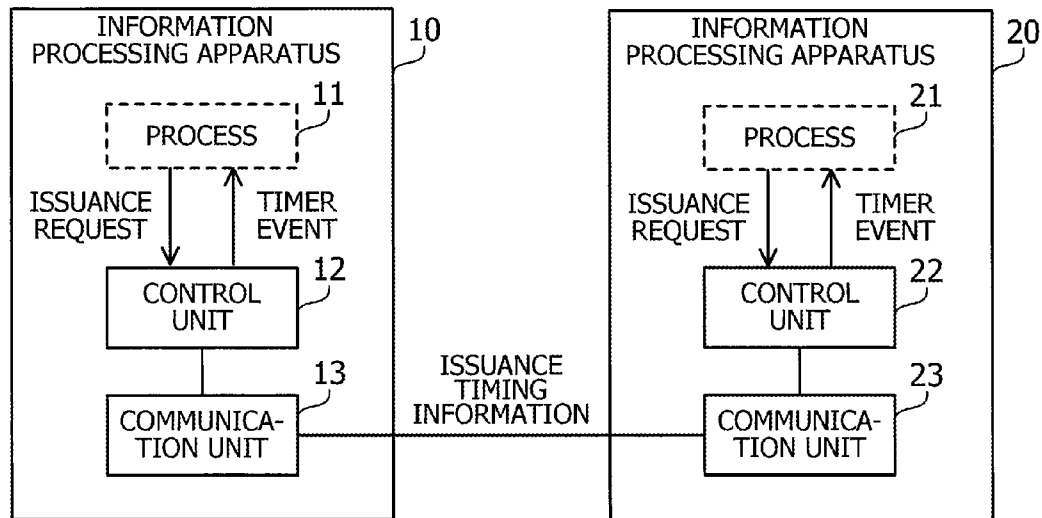 INFORMATION
PROCESSING APPARATUS
10
11
PROCESS
ISSUANCE
REQUEST
TIMER
EVENT
12
CONTROL
UNIT
13
COMMUNICA-
TION UNIT
ISSUANCE
TIMING
INFORMATION
INFORMATION
PROCESSING APPARATUS
20
21
PROCESS
ISSUANCE
REQUEST
TIMER
EVENT
22
CONTROL
UNIT
23
COMMUNICA-
TION UNIT